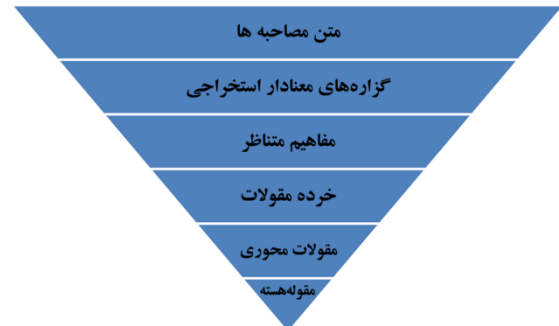 متن مصاحبه ها
گزاره‌های معنادار استخراجی
مفاهیم متناظر
خرده مقولات
مقولات محوری
مقوله‌هسته